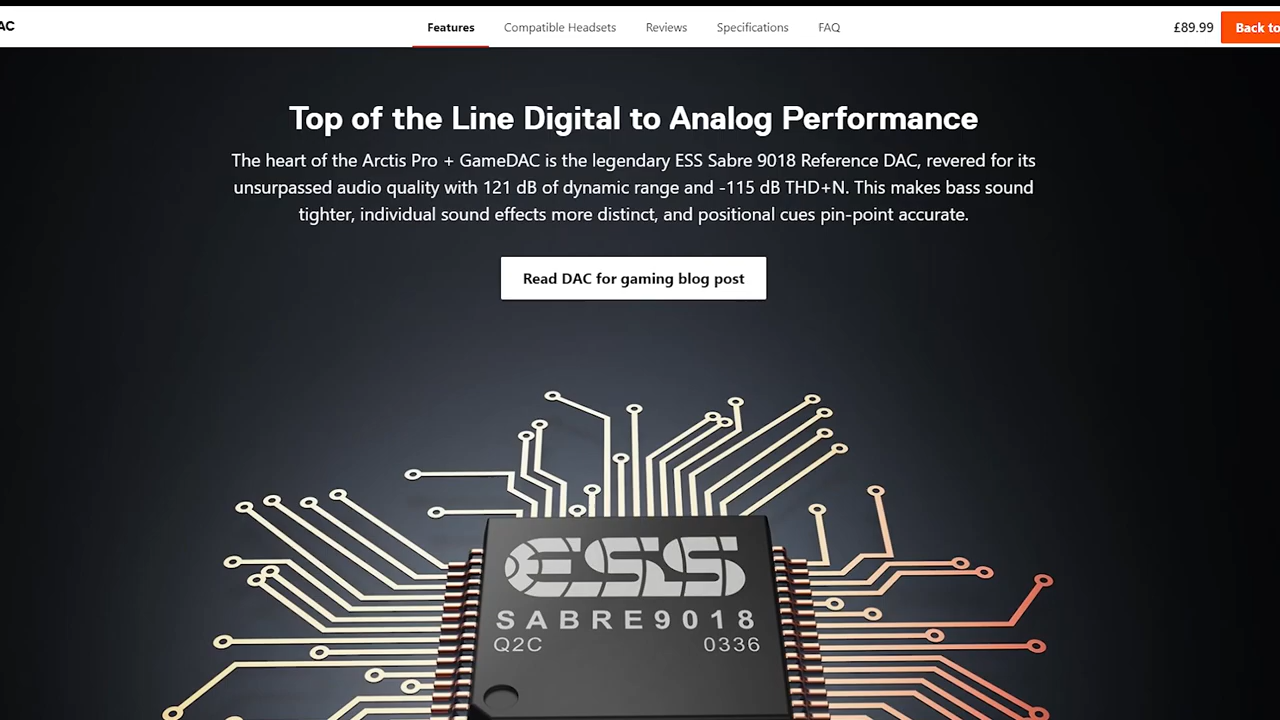 AC
Features
Compatible Headsets
Reviews
Specifications
FAQ
£89.99
Back to
Top of the Line Digital to Analog Performance
The heart of the Arctis Pro + GameDAC is the legendary ESS Sabre 9018 Reference DAC, revered for its
unsurpassed audio quality with 121 dB of dynamic range and -115 dB THD+N. This makes bass sound
tighter, individual sound effects more distinct, and positional cues pin-point accurate.
Read DAC for gaming blog post
ESS
SABRE9018
Q2C 0336